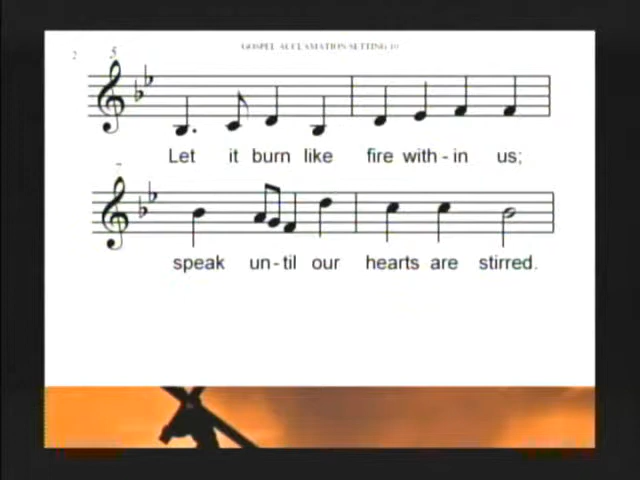 GOSPEL ACCLAMATION SETTING 10
2 5
Let it burn like fire with-in us;
speak un-til our hearts are stirred.